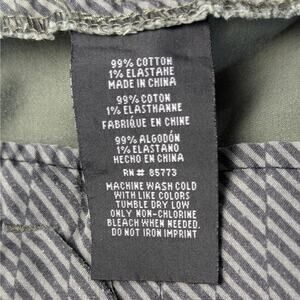 99% COTTON
1% ELASTANE
MADE IN CHINA
99% COTON
1% ELASTHANNE
FABRIQUÉ EN CHINE
99% ALGODÓN
1% ELASTANO
HECHO EN CHINA
RN# 85773
MACHINE WASH COLD
WITH LIKE COLORS
TUMBLE DRY LOW
ONLY NON-CHLORINE
BLEACH WHEN NEEDED.
DO NOT IRON IMPRINT